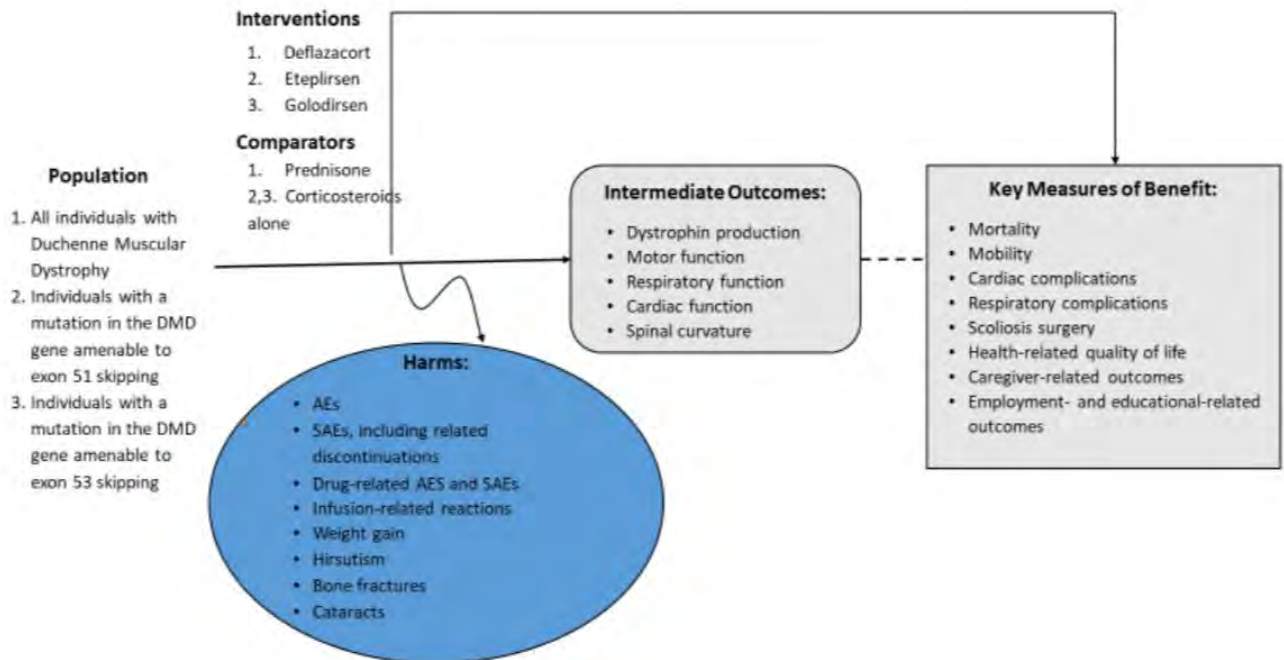 Interventions
1. Deflazacort
2. Eteplirsen
3. Golodirsen
Comparators
1. Prednisone
2,3. Corticosteroids
alone
Population
1. All individuals with
Duchenne Muscular
Dystrophy
2. Individuals with a
mutation in the DMD
gene amenable to
exon 51 skipping
3. Individuals with a
mutation in the DMD
gene amenable to
exon 53 skipping
Intermediate Outcomes:
• Dystrophin production
• Motor function
• Respiratory function
• Cardiac function
• Spinal curvature
Key Measures of Benefit:
• Mortality
• Mobility
• Cardiac complications
• Respiratory complications
• Scoliosis surgery
• Health-related quality of life
• Caregiver-related outcomes
• Employment- and educational-related
outcomes
Harms:
• AEs
• SAEs, including related
discontinuations
• Drug-related AES and SAEs
• Infusion-related reactions
• Weight gain
• Hirsutism
• Bone fractures
• Cataracts